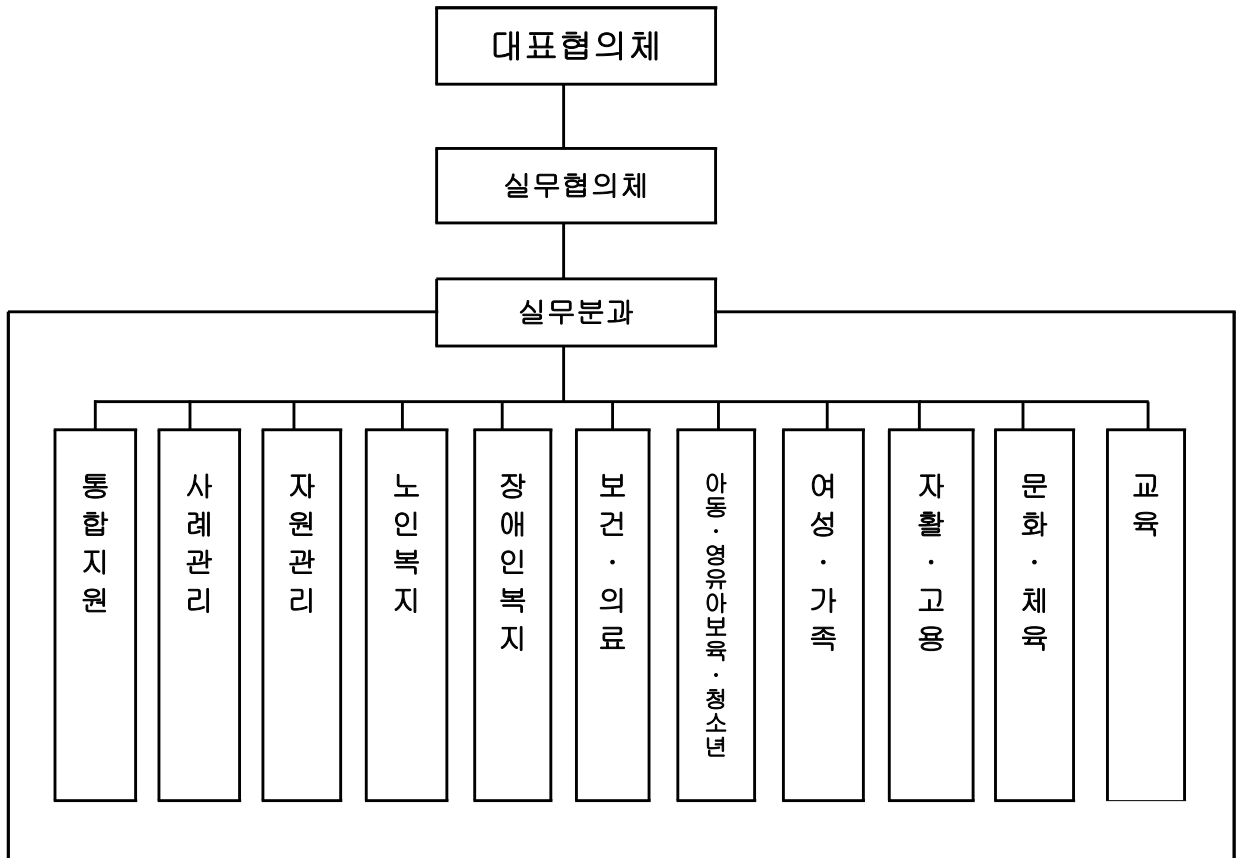 대표협의체
실무협의체
실무분과
통합지원
사례관리
자원관리
노인복지
장애인복지
보건·의료
아동·영유아보육·청소년
여성·가족
자활·고용
문화·체육
교육